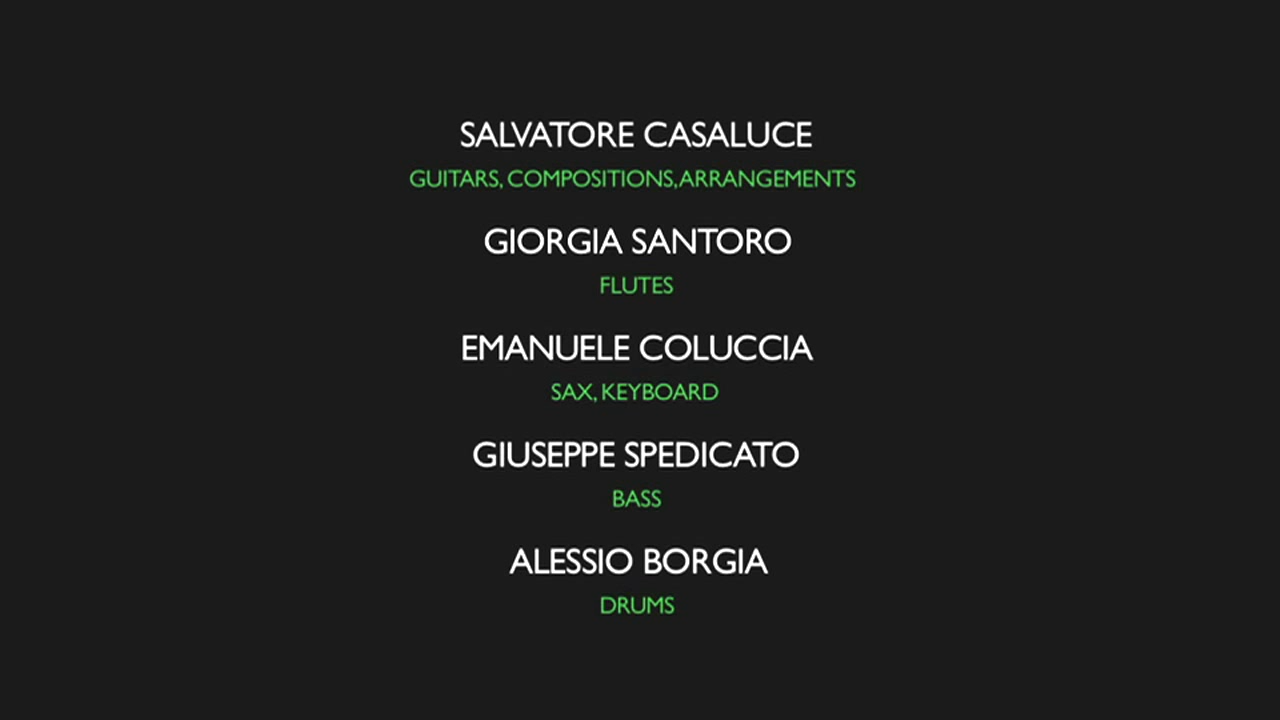 SALVATORE CASALUCE
GUITARS, COMPOSITIONS, ARRANGEMENTS
GIORGIA SANTORO
FLUTES
EMANUELE COLUCCIA
SAX, KEYBOARD
GIUSEPPE SPEDICATO
BASS
ALESSIO BORGIA
DRUMS